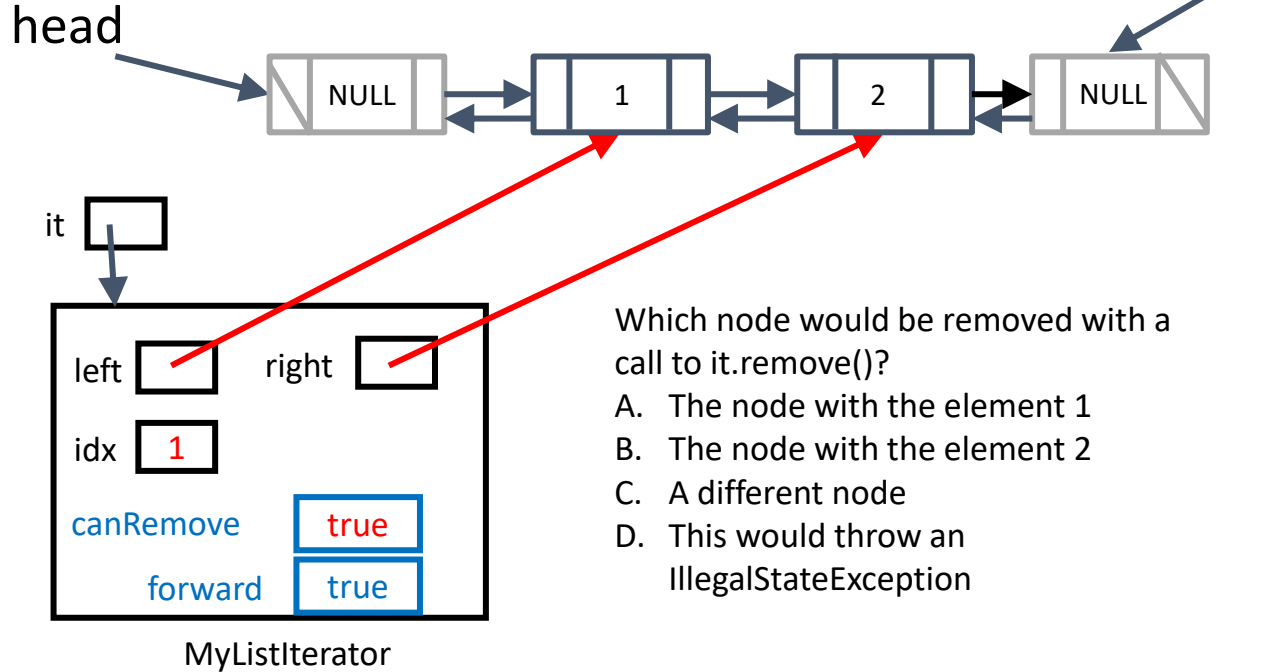 head
NULL
1
2
NULL
it
left
right
idx
1
canRemove
true
forward
true
MyListIterator
Which node would be removed with a
call to it.remove()?
A. The node with the element 1
B. The node with the element 2
C. A different node
D. This would throw an
IllegalStateException